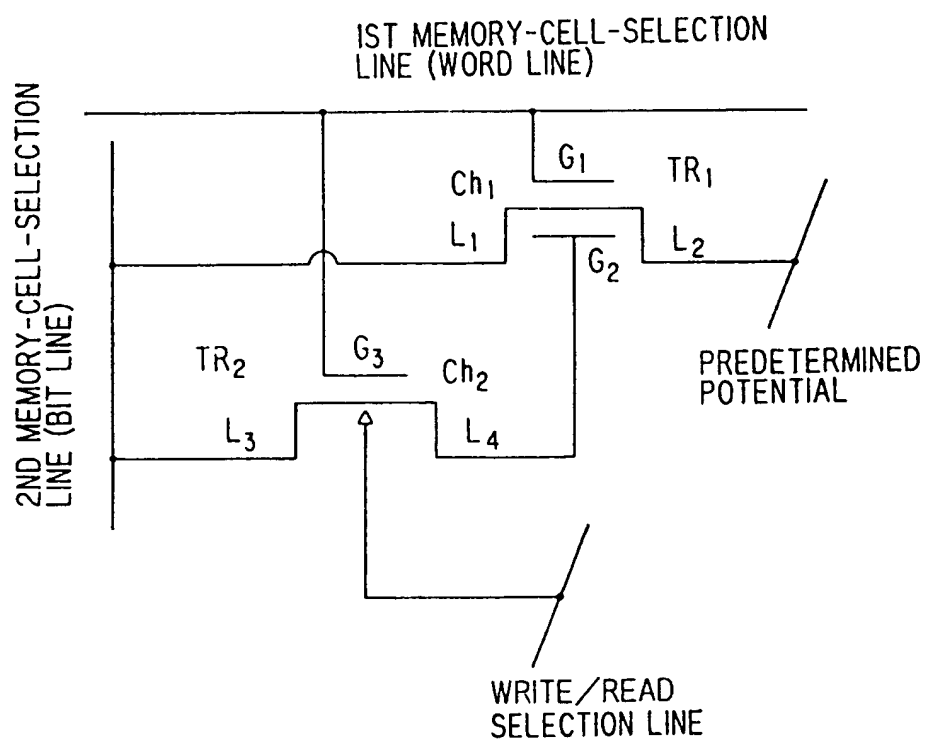 1ST MEMORY-CELL-SELECTION
LINE (WORD LINE)
2ND MEMORY-CELL-SELECTION
LINE (BIT LINE)
G1
TR1
Ch1
L1
G2
L2
TR2
G3
Ch2
L3
L4
PREDETERMINED
POTENTIAL
WRITE/READ
SELECTION LINE